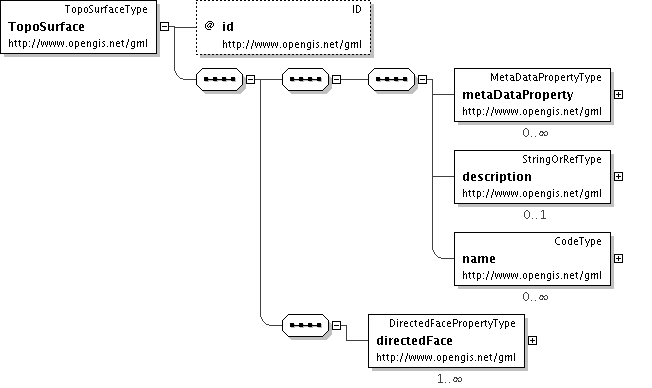 TopoSurfaceType
TopoSurface
http://www.opengis.net/gml
ID
@ id
http://www.opengis.net/gml
MetaDataPropertyType
metaDataProperty
http://www.opengis.net/gml
0..∞
StringOrRefType
description
http://www.opengis.net/gml
0..1
CodeType
name
http://www.opengis.net/gml
0..∞
DirectedFacePropertyType
directedFace
http://www.opengis.net/gml
1..∞